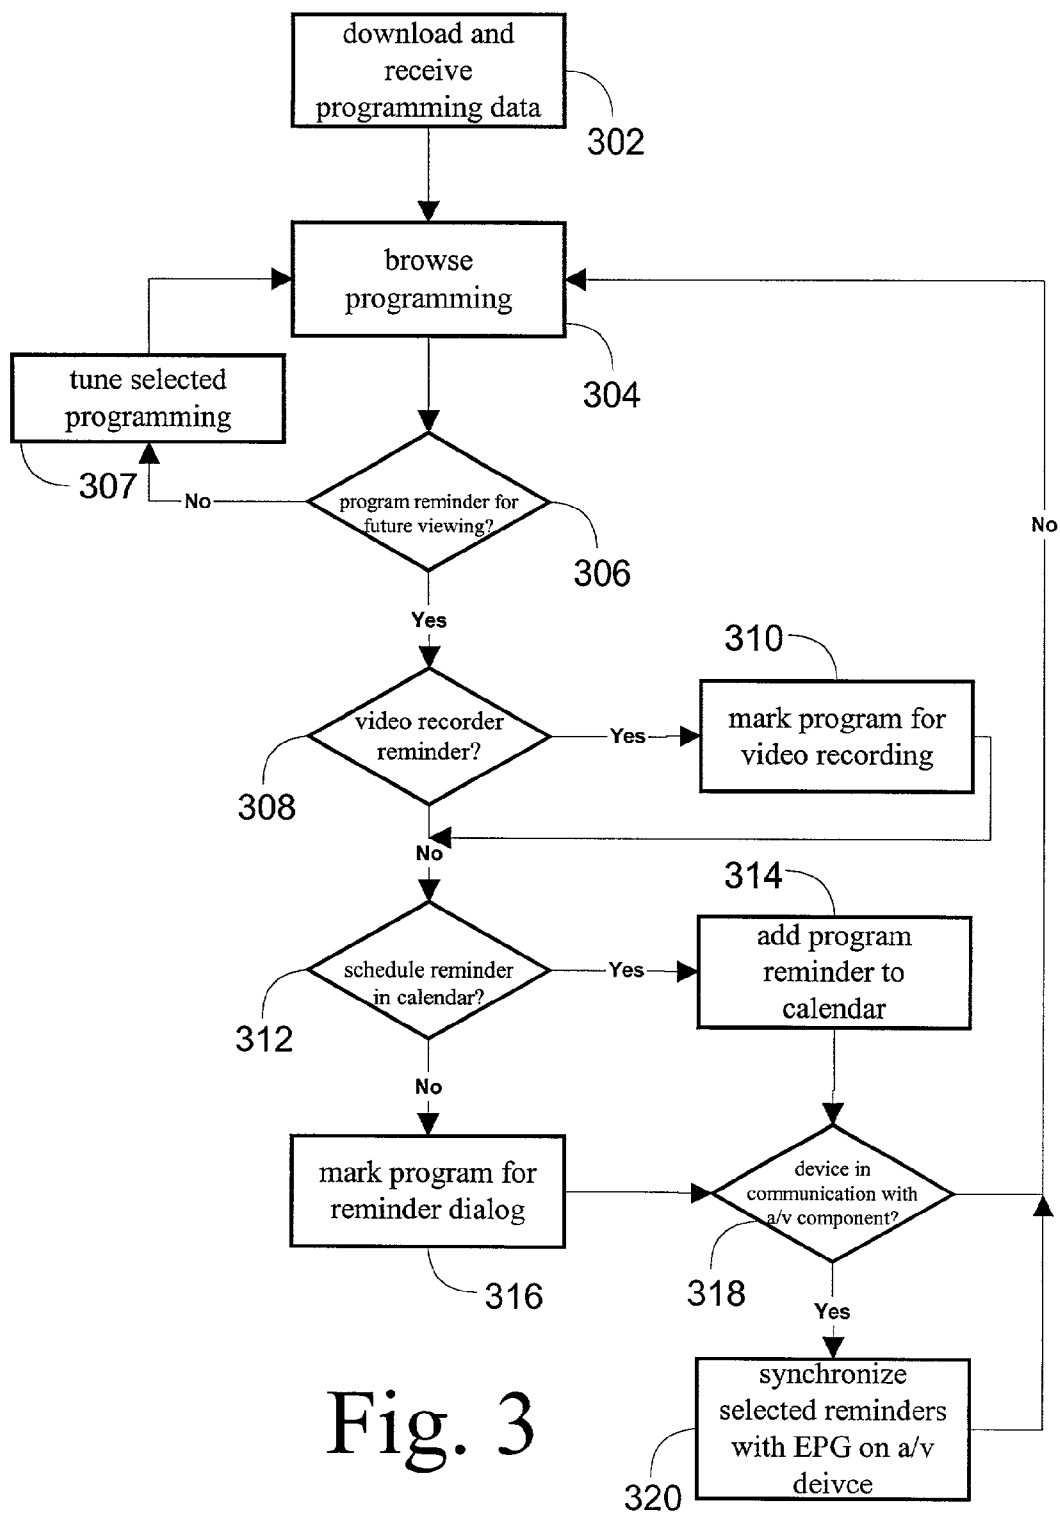 download and
receive
programming data
302
browse
programming
304
tune selected
programming
307
No
program reminder for
future viewing?
306
No
Yes
310
video recorder
reminder?
Yes
mark program for
video recording
308
No
314
schedule reminder
in calendar?
Yes
add program
reminder to
calendar
312
No
mark program for
reminder dialog
device in
communication with
a/v component?
316
318
Yes
synchronize
selected reminders
with EPG on a/v
deivce
320
Fig. 3